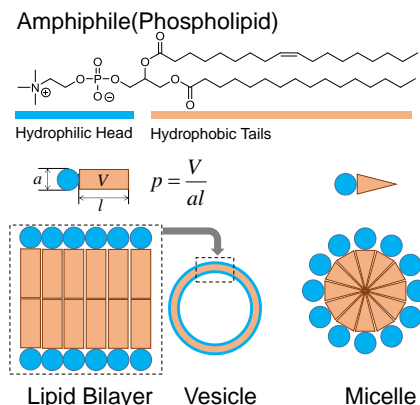 Amphiphile(Phospholipid)
O
O
O
N
⊕
O
P
O
O
O⊖
O
Hydrophilic Head
Hydrophobic Tails
a
V
l
p = V/al
Lipid Bilayer
Vesicle
Micelle